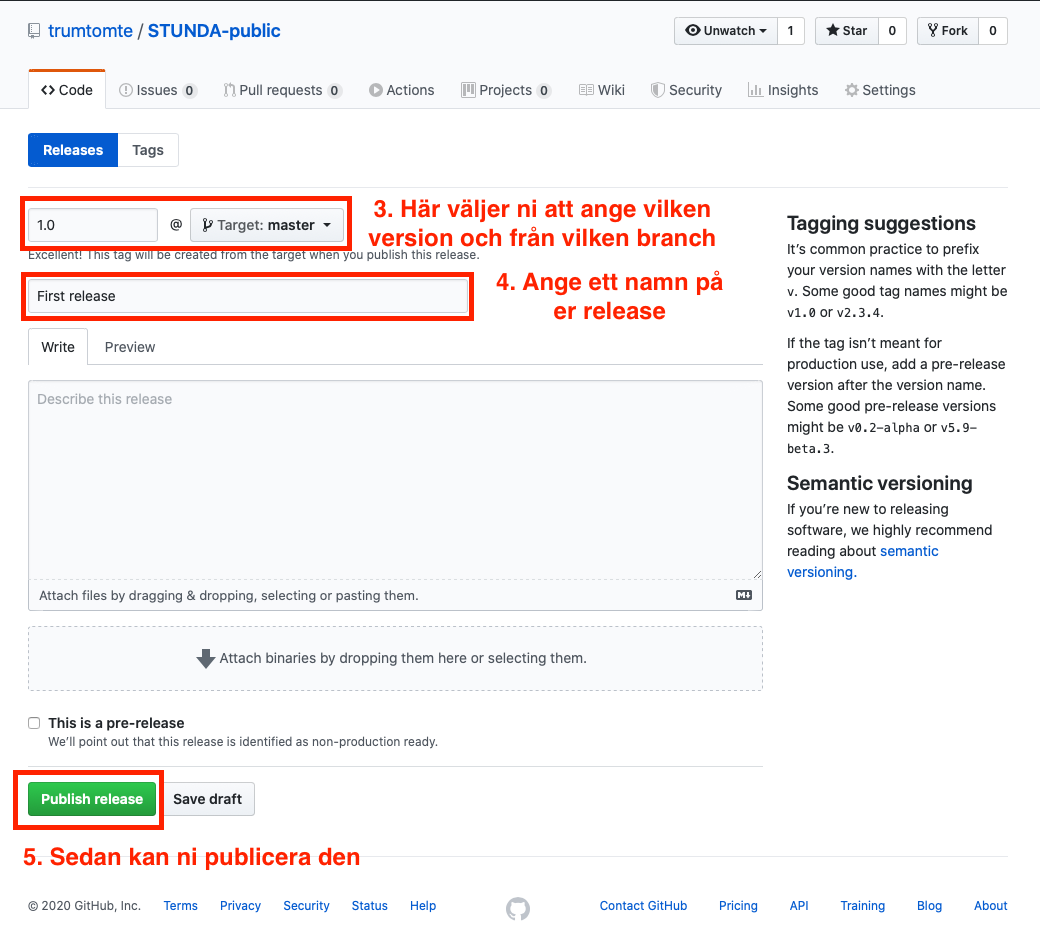 trumtomte / STUNDA-public
Unwatch 1 Star 0 Fork 0
Code Issues 0 Pull requests 0 Actions Projects 0 Wiki Security Insights Settings
Releases Tags
1.0 @ Target: master
3. Här väljer ni att ange vilken
version och från vilken branch
Excellent! This tag will be created from the target when you publish this release.
First release
4. Ange ett namn på
er release
Write Preview
Describe this release
Attach files by dragging & dropping, selecting or pasting them.
Attach binaries by dropping them here or selecting them.
This is a pre-release
We’ll point out that this release is identified as non-production ready.
Publish release Save draft
5. Sedan kan ni publicera den
Tagging suggestions
It’s common practice to prefix
your version names with the letter
v. Some good tag names might be
v1.0 or v2.3.4.
If the tag isn’t meant for
production use, add a pre-release
version after the version name.
Some good pre-release versions
might be v0.2-alpha or v5.9-
beta.3.
Semantic versioning
If you’re new to releasing
software, we highly recommend
reading about semantic
versioning.
© 2020 GitHub, Inc. Terms Privacy Security Status Help Contact GitHub Pricing API Training Blog About